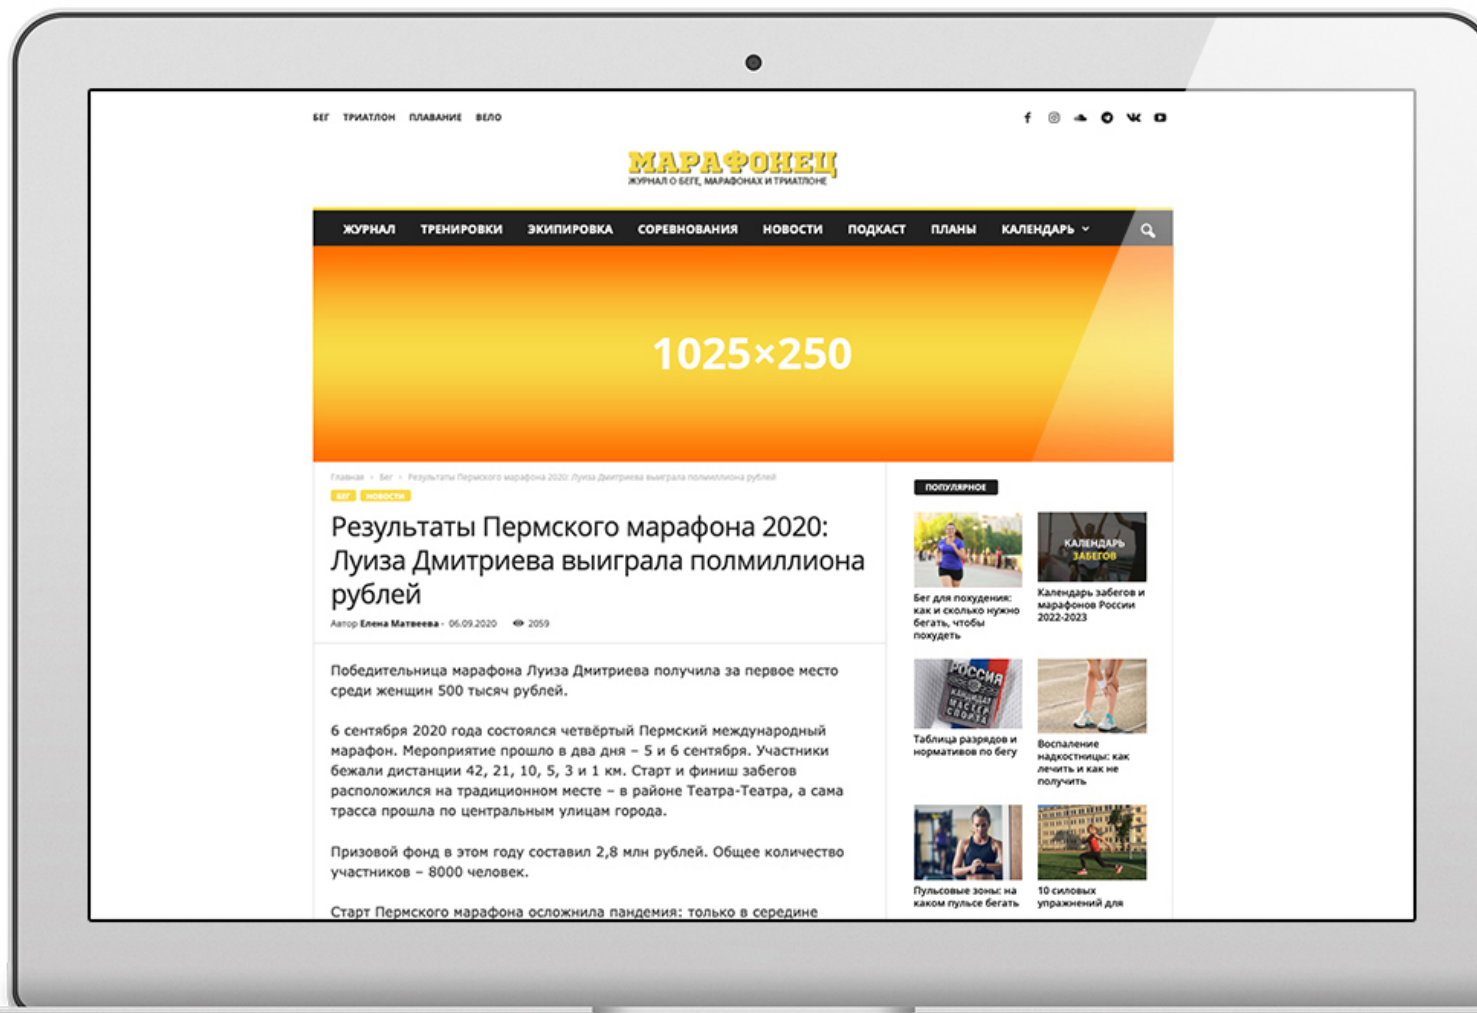 БЕГ ТРИАТЛОН ПЛАВАНИЕ ВЕЛО
МАРАФОНЕЦ
ЖУРНАЛ О БЕГЕ, МАРАФОНАХ И ТРИАТЛОНЕ
ЖУРНАЛ ТРЕНИРОВКИ ЭКИПИРОВКА СОРЕВНОВАНИЯ НОВОСТИ ПОДКАСТ ПЛАНЫ КАЛЕНДАРЬ
1025×250
Главная › Бег › Результаты Пермского марафона 2020: Луиза Дмитриева выиграла полмиллиона рублей
БЕГ НОВОСТИ
Результаты Пермского марафона 2020:
Луиза Дмитриева выиграла полмиллиона
рублей
Автор Елена Матвеева - 06.09.2020 2059
Победительница марафона Луиза Дмитриева получила за первое место
среди женщин 500 тысяч рублей.
6 сентября 2020 года состоялся четвёртый Пермский международный
марафон. Мероприятие прошло в два дня – 5 и 6 сентября. Участники
бежали дистанции 42, 21, 10, 5, 3 и 1 км. Старт и финиш забегов
расположился на традиционном месте – в районе Театра-Театра, а сама
трасса прошла по центральным улицам города.
Призовой фонд в этом году составил 2,8 млн рублей. Общее количество
участников – 8000 человек.
Старт Пермского марафона осложнила пандемия: только в середине
ПОПУЛЯРНОЕ
Бег для похудения:
как и сколько нужно
бегать, чтобы
похудеть
КАЛЕНДАРЬ
ЗАБЕГОВ
Календарь забегов и
марафонов России
2022-2023
РОССИЯ
КАНДИДАТ
МАСТЕР
СПОРТА
Таблица разрядов и
нормативов по бегу
Воспаление
надкостницы: как
лечить и как не
получить
Пульсовые зоны: на
каком пульсе бегать
10 силовых
упражнений для